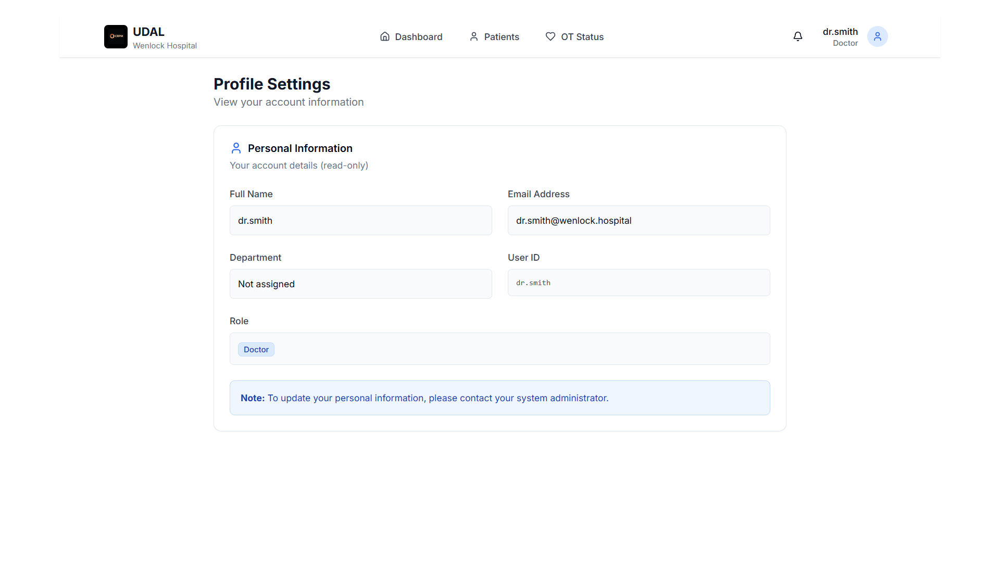 CBPM
UDAL
Wenlock Hospital
Dashboard
Patients
OT Status
dr.smith
Doctor
Profile Settings
View your account information
Personal Information
Your account details (read-only)
Full Name
dr.smith
Email Address
dr.smith@wenlock.hospital
Department
Not assigned
User ID
dr.smith
Role
Doctor
Note: To update your personal information, please contact your system administrator.